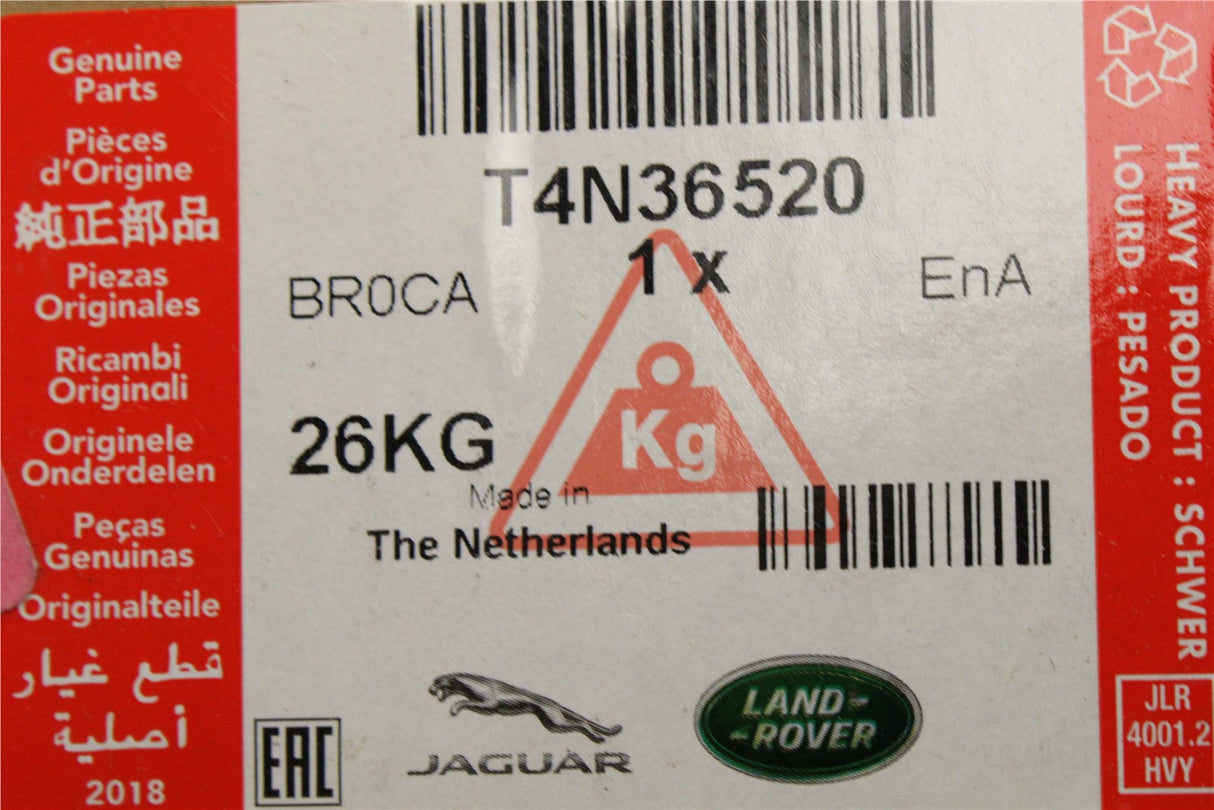 Genuine
Parts
Pièces
d'Origine
純正部品
Piezas
Originales
Ricambi
Originali
Originele
Onderdelen
Peças
Genuinas
Originalteile
قطع غيار
أصلية
2018
T4N36520
1 x
BR0CA
EnA
26KG
Kg
Made in
The Netherlands
EAC
JAGUAR
LAND-
-ROVER
HEAVY PRODUCT : SCHWER
LOURD : PESADO
JLR
4001.2
HVY